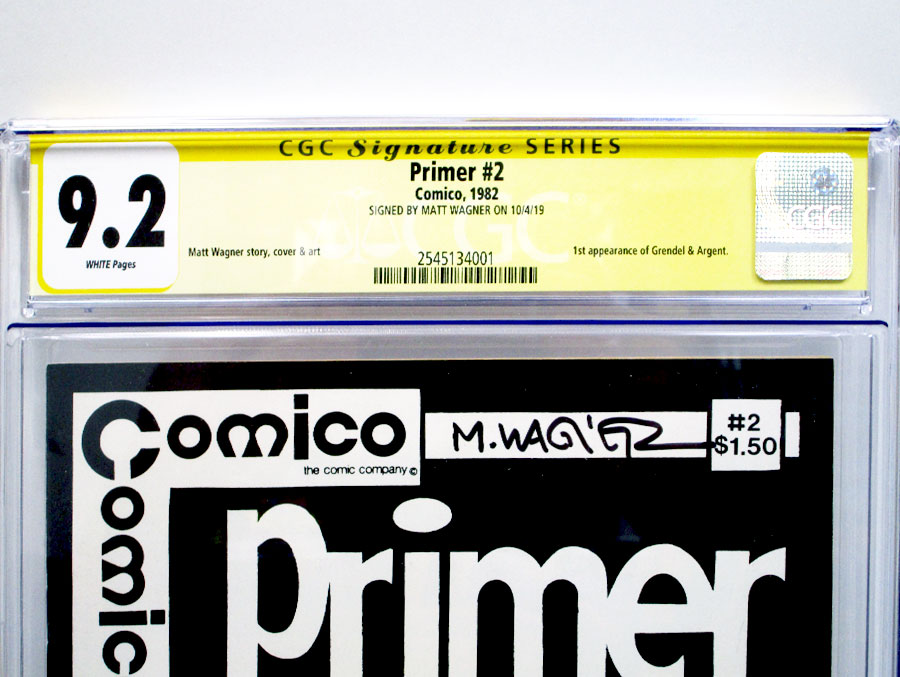 CGC Signature SERIES
9.2
WHITE Pages
Primer #2
Comico, 1982
SIGNED BY MATT WAGNER ON 10/4/19
Matt Wagner story, cover & art
1st appearance of Grendel & Argent.
2545134001
CGC
CGC
Comico
the comic company ©
M. WAGNER
#2
$1.50
Comic
Primer